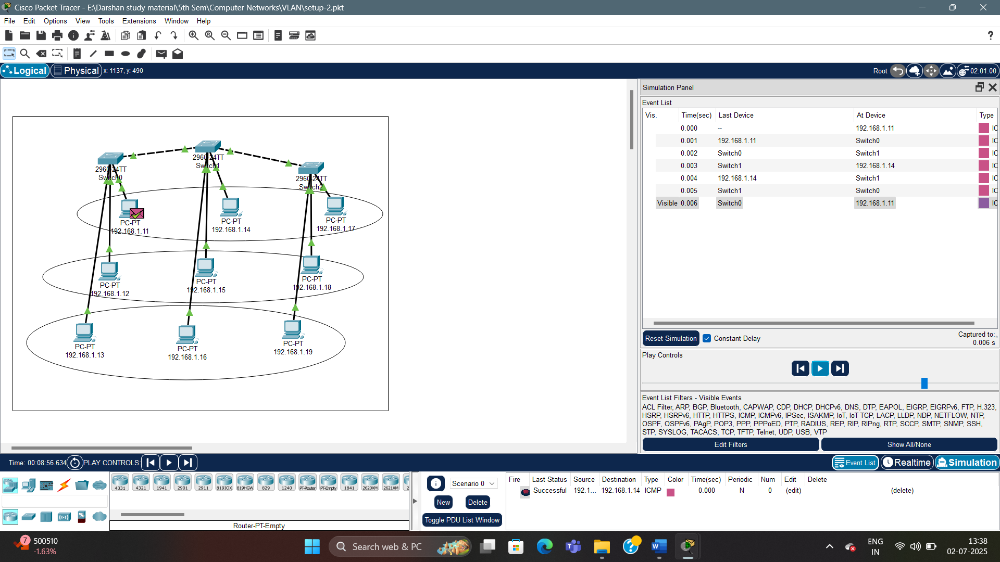 Cisco Packet Tracer - E:\Darshan study material\5th Sem\Computer Networks\VLAN\setup-2.pkt
File Edit Options View Tools Extensions Window Help
?
Logical Physical x: 1137, y: 490 Root 02:01:00
2960-24TT
Switch0
2960-24TT
Switch1
2960-24TT
Switch2
PC-PT
192.168.1.11
PC-PT
192.168.1.14
PC-PT
192.168.1.17
PC-PT
192.168.1.12
PC-PT
192.168.1.15
PC-PT
192.168.1.18
PC-PT
192.168.1.13
PC-PT
192.168.1.16
PC-PT
192.168.1.19
Simulation Panel
Event List
Vis. Time(sec) Last Device At Device Type
0.000 -- 192.168.1.11 IC
0.001 192.168.1.11 Switch0 IC
0.002 Switch0 Switch1 IC
0.003 Switch1 192.168.1.14 IC
0.004 192.168.1.14 Switch1 IC
0.005 Switch1 Switch0 IC
Visible 0.006 Switch0 192.168.1.11 IC
Reset Simulation Constant Delay Captured to:
0.006 s
Play Controls
Event List Filters - Visible Events
ACL Filter, ARP, BGP, Bluetooth, CAPWAP, CDP, DHCP, DHCPv6, DNS, DTP, EAPOL, EIGRP, EIGRPv6, FTP, H.323,
HSRP, HSRPv6, HTTP, HTTPS, ICMP, ICMPv6, IPSec, ISAKMP, IoT, IoT TCP, LACP, LLDP, NDP, NETFLOW, NTP,
OSPF, OSPFv6, PAgP, POP3, PPP, PPPoED, PTP, RADIUS, REP, RIP, RIPng, RTP, SCCP, SMTP, SNMP, SSH,
STP, SYSLOG, TACACS, TCP, TFTP, Telnet, UDP, USB, VTP
Edit Filters Show All/None
Time: 00:08:56.634 PLAY CONTROLS: Event List Realtime Simulation
4331 4321 1941 2901 2911 819IOX 819HGW 829 1240 PT-Router PT-Empty 1841 2620XM 2621XM 2
Router-PT-Empty
Scenario 0
New Delete
Toggle PDU List Window
Fire Last Status Source Destination Type Color Time(sec) Periodic Num Edit Delete
Successful 192.1... 192.168.1.14 ICMP 0.000 N 0 (edit) (delete)
7 500510
-1.63%
Search web & PC
ENG
IN
13:38
02-07-2025